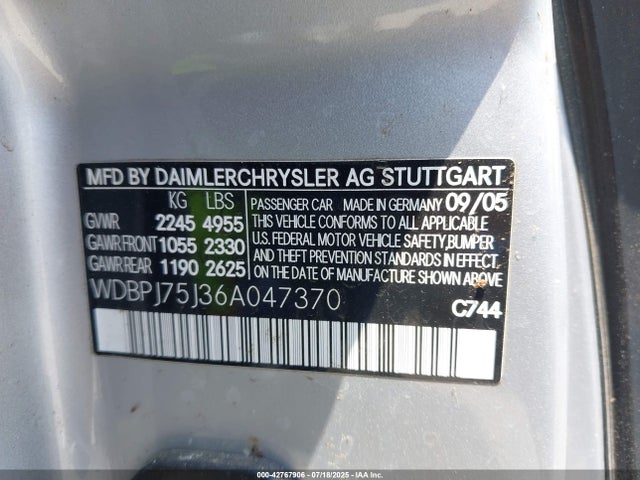 MFD BY DAIMLERCHRYSLER AG STUTTGART
KG LBS
GVWR 2245 4955
GAWR FRONT 1055 2330
GAWR REAR 1190 2625
PASSENGER CAR MADE IN GERMANY 09/05
THIS VEHICLE CONFORMS TO ALL APPLICABLE
U.S. FEDERAL MOTOR VEHICLE SAFETY, BUMPER
AND THEFT PREVENTION STANDARDS IN EFFECT
ON THE DATE OF MANUFACTURE SHOWN ABOVE
WDBPJ75J36A047370
C744
000-42767906 - 07/18/2025 - IAAI Corporate